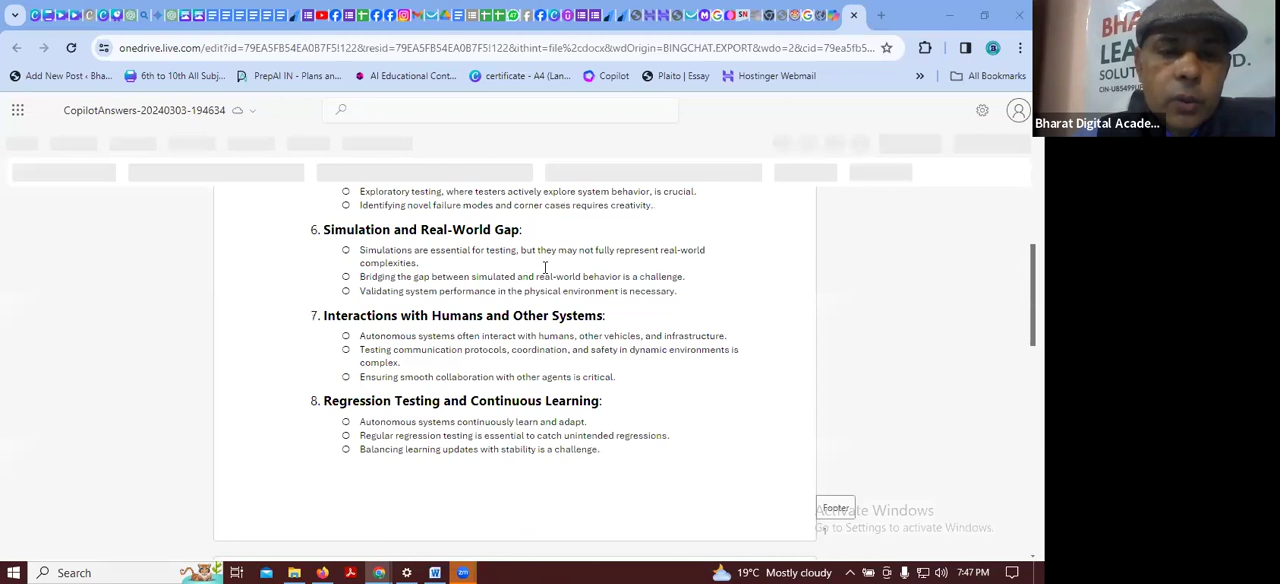 onedrive.live.com/edit?id=79EA5FB54EA0B7F5!122&resid=79EA5FB54EA0B7F5!122&ithint=file%2cdocx&wdOrigin=BINGCHAT.EXPORT&wdo=2&cid=79ea5fb5...
Add New Post ‹ Bha...
6th to 10th All Subj...
PrepAI IN - Plans an...
AI Educational Cont...
certificate - A4 (Lan...
Copilot
Plaito | Essay
Hostinger Webmail
»
All Bookmarks
CopilotAnswers-20240303-194634
Exploratory testing, where testers actively explore system behavior, is crucial.
Identifying novel failure modes and corner cases requires creativity.
6. Simulation and Real-World Gap:
Simulations are essential for testing, but they may not fully represent real-world
complexities.
Bridging the gap between simulated and real-world behavior is a challenge.
Validating system performance in the physical environment is necessary.
7. Interactions with Humans and Other Systems:
Autonomous systems often interact with humans, other vehicles, and infrastructure.
Testing communication protocols, coordination, and safety in dynamic environments is
complex.
Ensuring smooth collaboration with other agents is critical.
8. Regression Testing and Continuous Learning:
Autonomous systems continuously learn and adapt.
Regular regression testing is essential to catch unintended regressions.
Balancing learning updates with stability is a challenge.
Footer
Activate Windows
Go to Settings to activate Windows.
Search
19°C Mostly cloudy
7:47 PM
BHA
LEA
SOLUT
D.
Bharat Digital Acade...